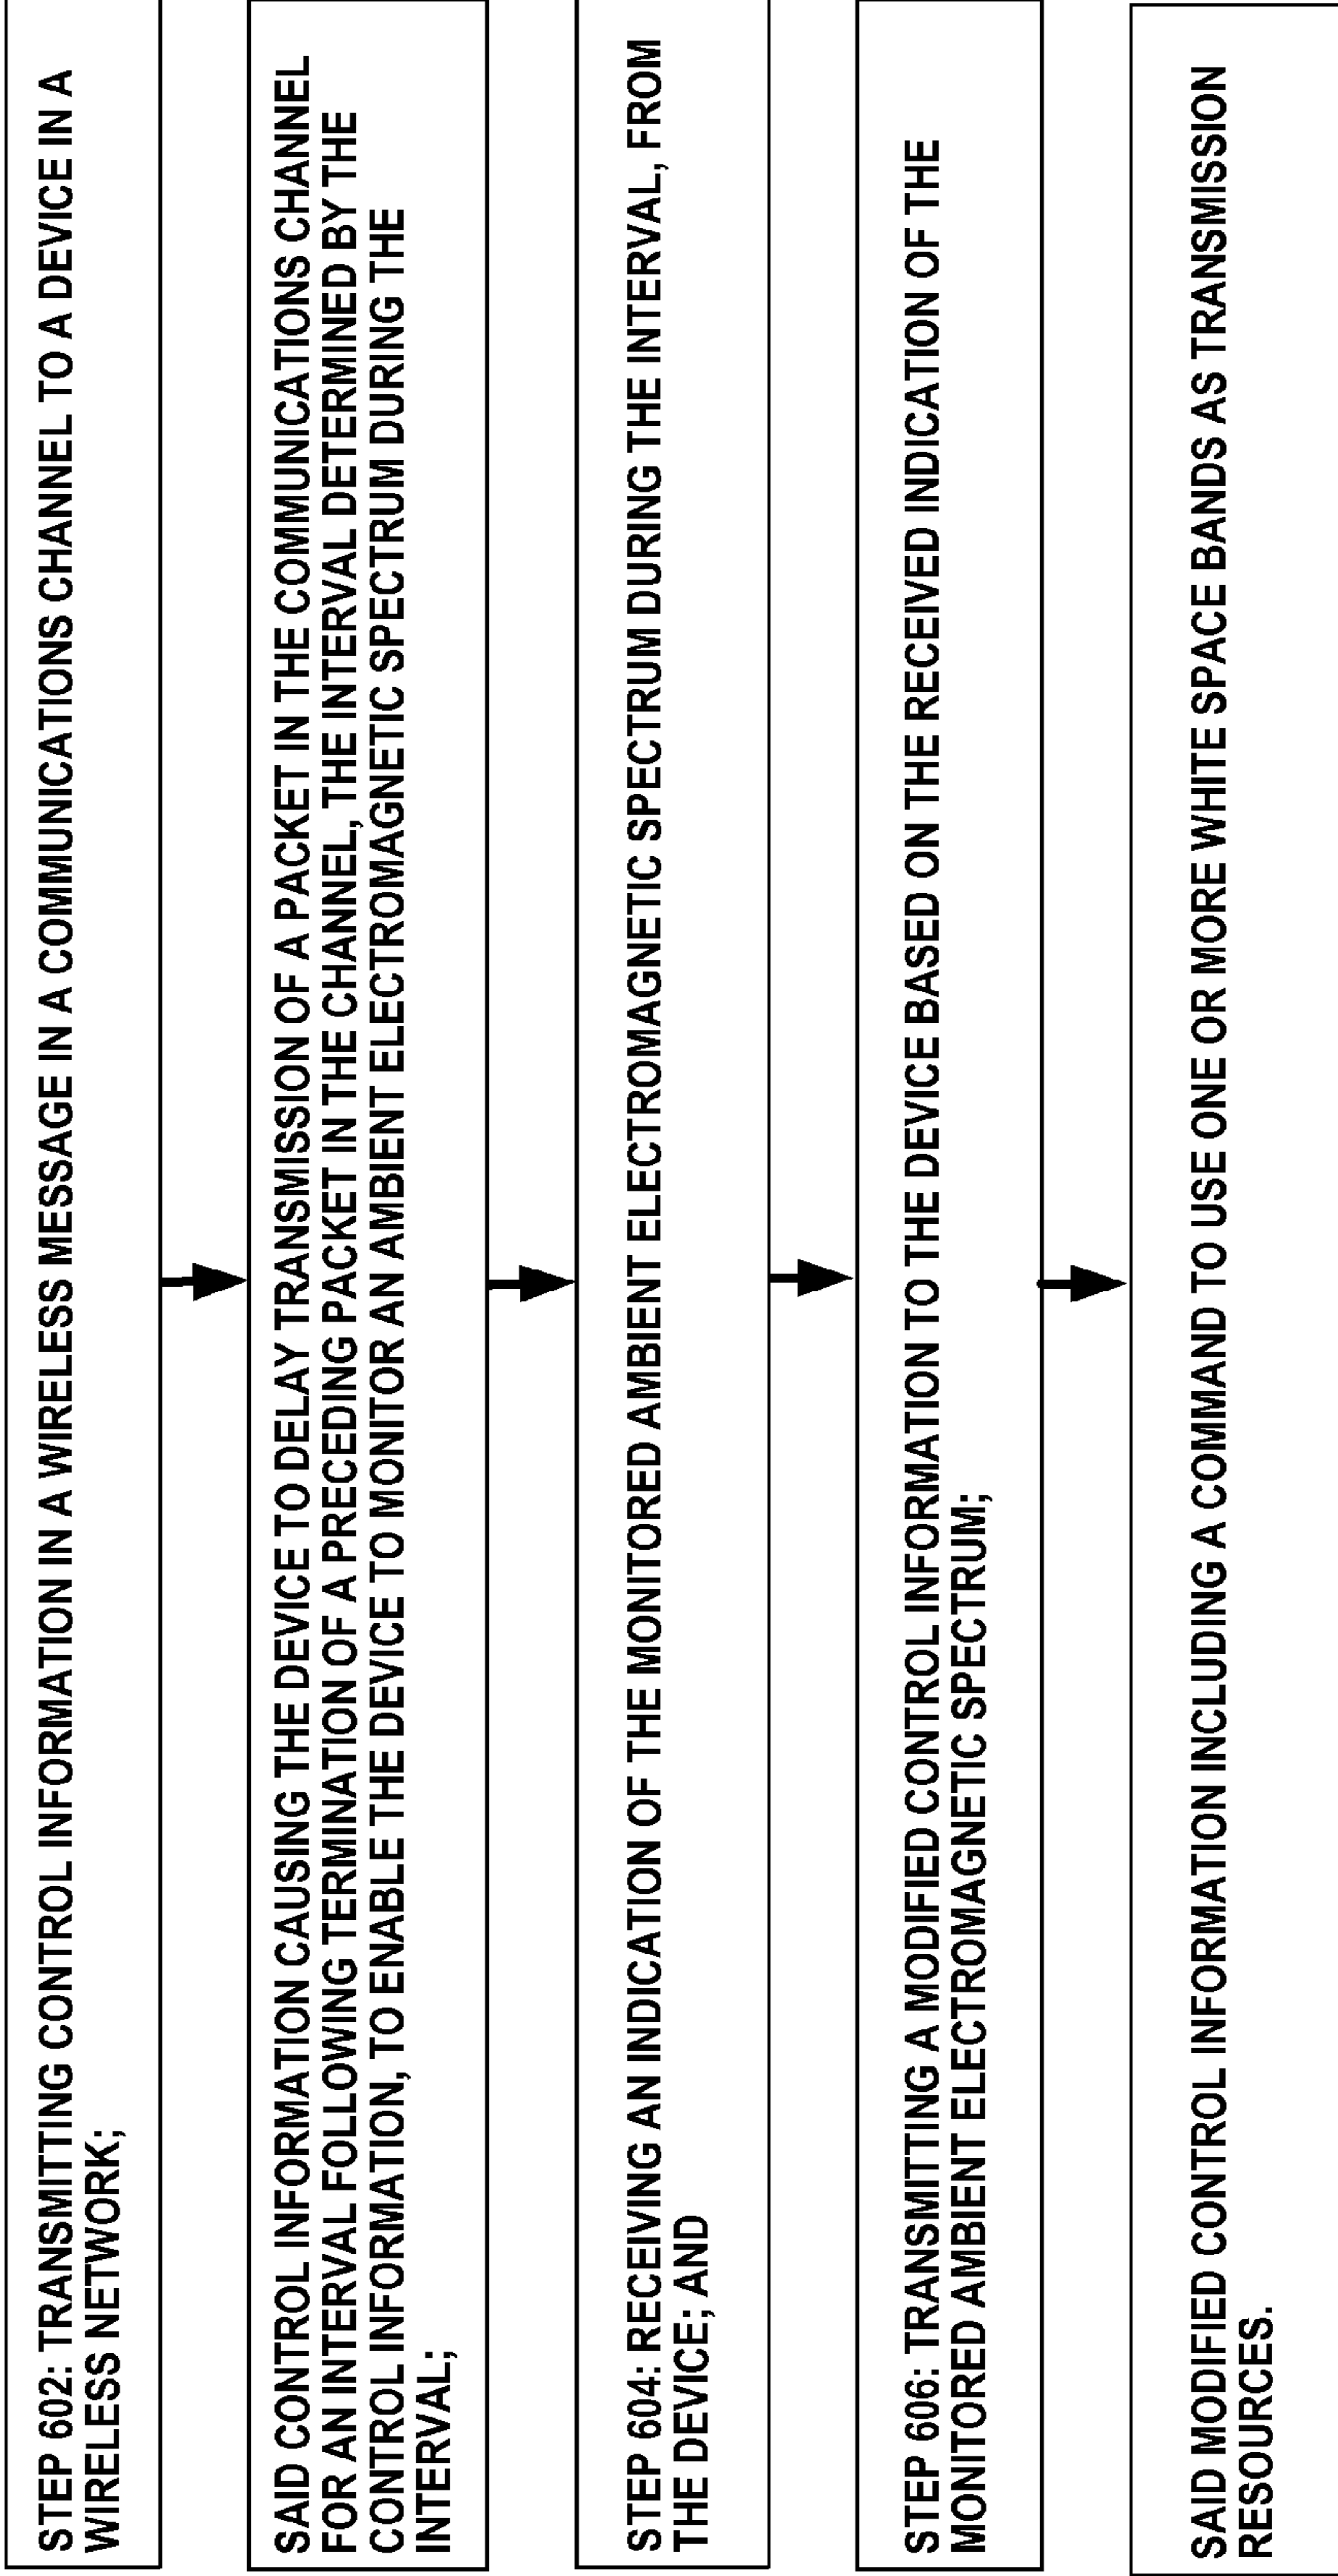 STEP 602: TRANSMITTING CONTROL INFORMATION IN A WIRELESS MESSAGE IN A COMMUNICATIONS CHANNEL TO A DEVICE IN A
WIRELESS NETWORK;
SAID CONTROL INFORMATION CAUSING THE DEVICE TO DELAY TRANSMISSION OF A PACKET IN THE COMMUNICATIONS CHANNEL
FOR AN INTERVAL FOLLOWING TERMINATION OF A PRECEDING PACKET IN THE CHANNEL, THE INTERVAL DETERMINED BY THE
CONTROL INFORMATION, TO ENABLE THE DEVICE TO MONITOR AN AMBIENT ELECTROMAGNETIC SPECTRUM DURING THE
INTERVAL;
STEP 604: RECEIVING AN INDICATION OF THE MONITORED AMBIENT ELECTROMAGNETIC SPECTRUM DURING THE INTERVAL, FROM
THE DEVICE; AND
STEP 606: TRANSMITTING A MODIFIED CONTROL INFORMATION TO THE DEVICE BASED ON THE RECEIVED INDICATION OF THE
MONITORED AMBIENT ELECTROMAGNETIC SPECTRUM;
SAID MODIFIED CONTROL INFORMATION INCLUDING A COMMAND TO USE ONE OR MORE WHITE SPACE BANDS AS TRANSMISSION
RESOURCES.